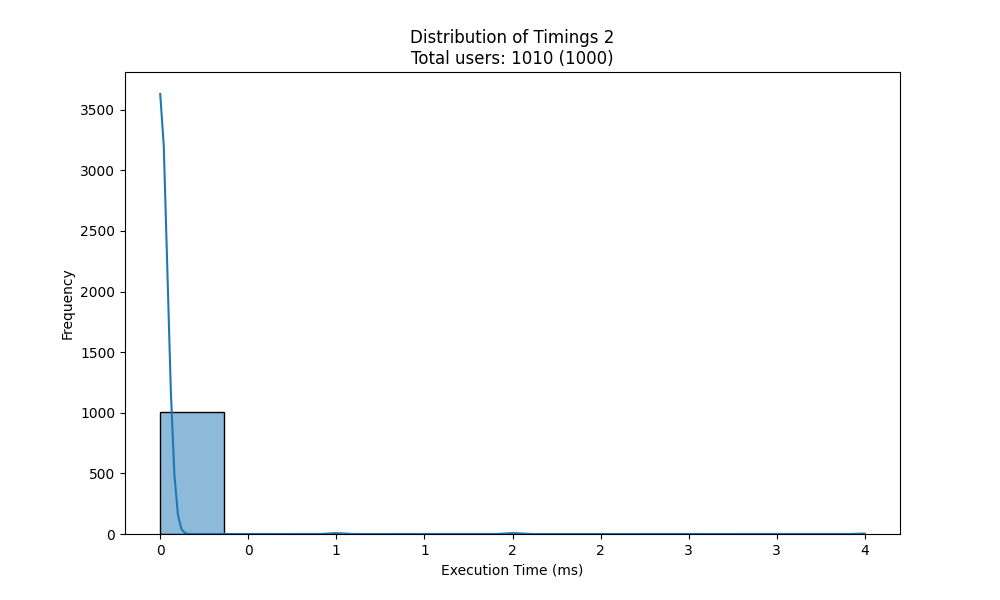 Distribution of Timings 2
Total users: 1010 (1000)
3500
3000
2500
2000
1500
1000
500
0
Frequency
0 0 1 1 2 2 3 3 4
Execution Time (ms)